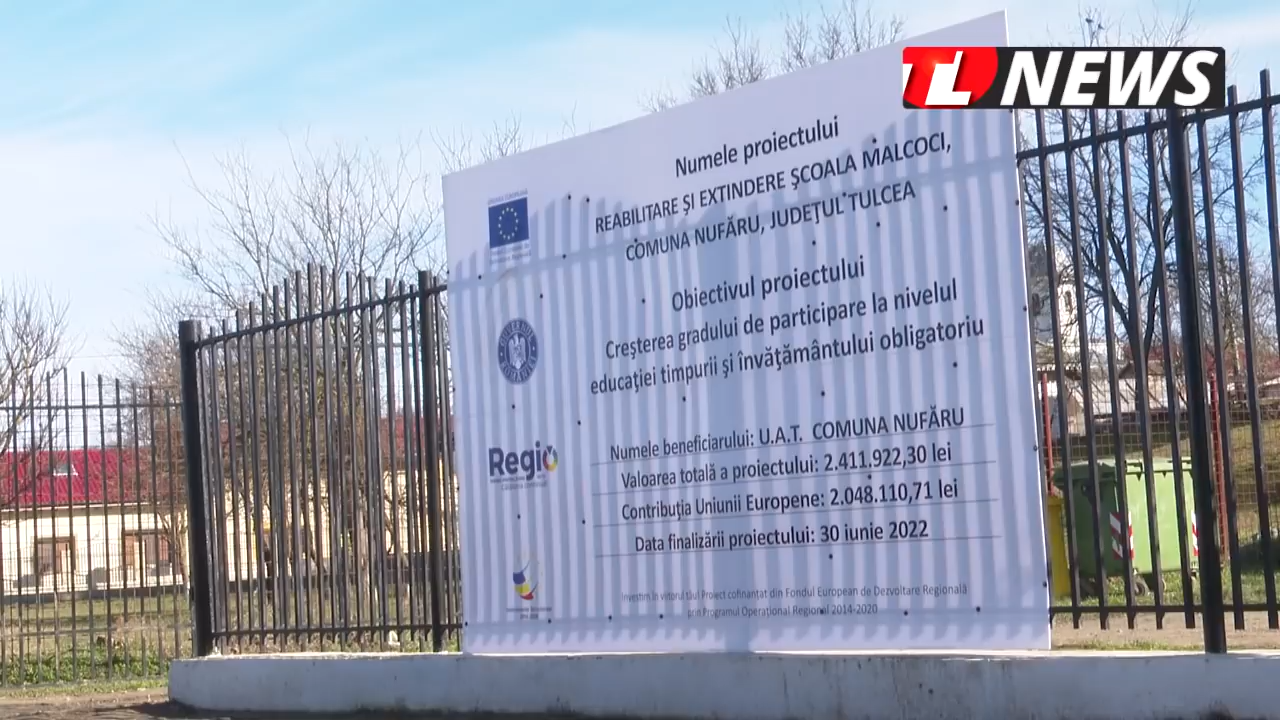 TL NEWS
Numele proiectului
REABILITARE ŞI EXTINDERE ŞCOALA MALCOCI,
COMUNA NUFĂRU, JUDEŢUL TULCEA
Obiectivul proiectului
Creşterea gradului de participare la nivelul
educaţiei timpurii şi învăţământului obligatoriu
Numele beneficiarului: U.A.T. COMUNA NUFĂRU
Valoarea totală a proiectului: 2.411.922,30 lei
Contribuţia Uniunii Europene: 2.048.110,71 lei
Data finalizării proiectului: 30 iunie 2022
Investim în viitorul tău! Proiect cofinanţat din Fondul European de Dezvoltare Regională
prin Programul Operaţional Regional 2014-2020
UNIUNEA EUROPEANĂ
Regio